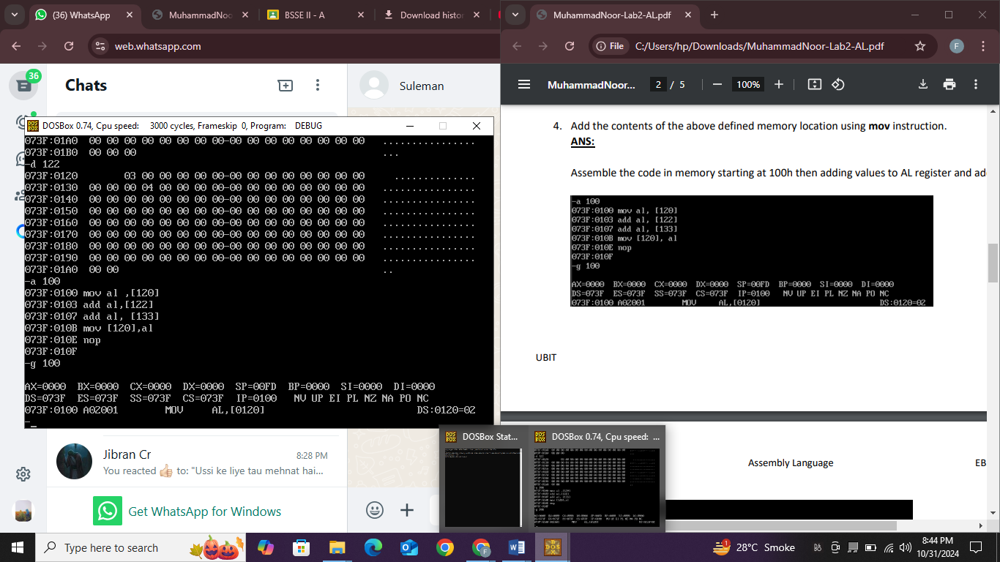 (36) WhatsApp
MuhammadNoo
BSSE II - A
Download histor
MuhammadNoor-Lab2-AL.pdf
web.whatsapp.com
File
C:/Users/hp/Downloads/MuhammadNoor-Lab2-AL.pdf
F
36
Chats
Suleman
MuhammadNoor...
2 / 5
100%
DOSBox 0.74, Cpu speed: 3000 cycles, Frameskip 0, Program: DEBUG
073F:01A0 00 00 00 00 00 00 00 00-00 00 00 00 00 00 00 00 ................
073F:01B0 00 00 00 ...
-d 122
073F:0120 03 00 00 00 00 00-00 00 00 00 00 00 00 00 ..............
073F:0130 00 00 00 04 00 00 00 00-00 00 00 00 00 00 00 00 ................
073F:0140 00 00 00 00 00 00 00 00-00 00 00 00 00 00 00 00 ................
073F:0150 00 00 00 00 00 00 00 00-00 00 00 00 00 00 00 00 ................
073F:0160 00 00 00 00 00 00 00 00-00 00 00 00 00 00 00 00 ................
073F:0170 00 00 00 00 00 00 00 00-00 00 00 00 00 00 00 00 ................
073F:0180 00 00 00 00 00 00 00 00-00 00 00 00 00 00 00 00 ................
073F:0190 00 00 00 00 00 00 00 00-00 00 00 00 00 00 00 00 ................
073F:01A0 00 00 ..
-a 100
073F:0100 mov al ,[120]
073F:0103 add al,[122]
073F:0107 add al, [133]
073F:010B mov [120],al
073F:010E nop
073F:010F
-g 100
AX=0000 BX=0000 CX=0000 DX=0000 SP=00FD BP=0000 SI=0000 DI=0000
DS=073F ES=073F SS=073F CS=073F IP=0100 NV UP EI PL NZ NA PO NC
073F:0100 A02001 MOV AL,[0120] DS:0120=02
-_
4. Add the contents of the above defined memory location using mov instruction.
ANS:
Assemble the code in memory starting at 100h then adding values to AL register and ad
-a 100
073F:0100 mov al, [120]
073F:0103 add al, [122]
073F:0107 add al, [133]
073F:010B mov [120], al
073F:010E nop
073F:010F
-g 100
AX=0000 BX=0000 CX=0000 DX=0000 SP=00FD BP=0000 SI=0000 DI=0000
DS=073F ES=073F SS=073F CS=073F IP=0100 NV UP EI PL NZ NA PO NC
073F:0100 A02001 MOV AL,[0120] DS:0120=02
UBIT
Assembly Language
EB
Jibran Cr
8:28 PM
You reacted 👍🏻 to: "Ussi ke liye tau mehnat hai...
Get WhatsApp for Windows
DOSBox Stat...
DOSBox 0.74, Cpu speed: ...
Type here to search
28°C Smoke
8:44 PM
10/31/2024